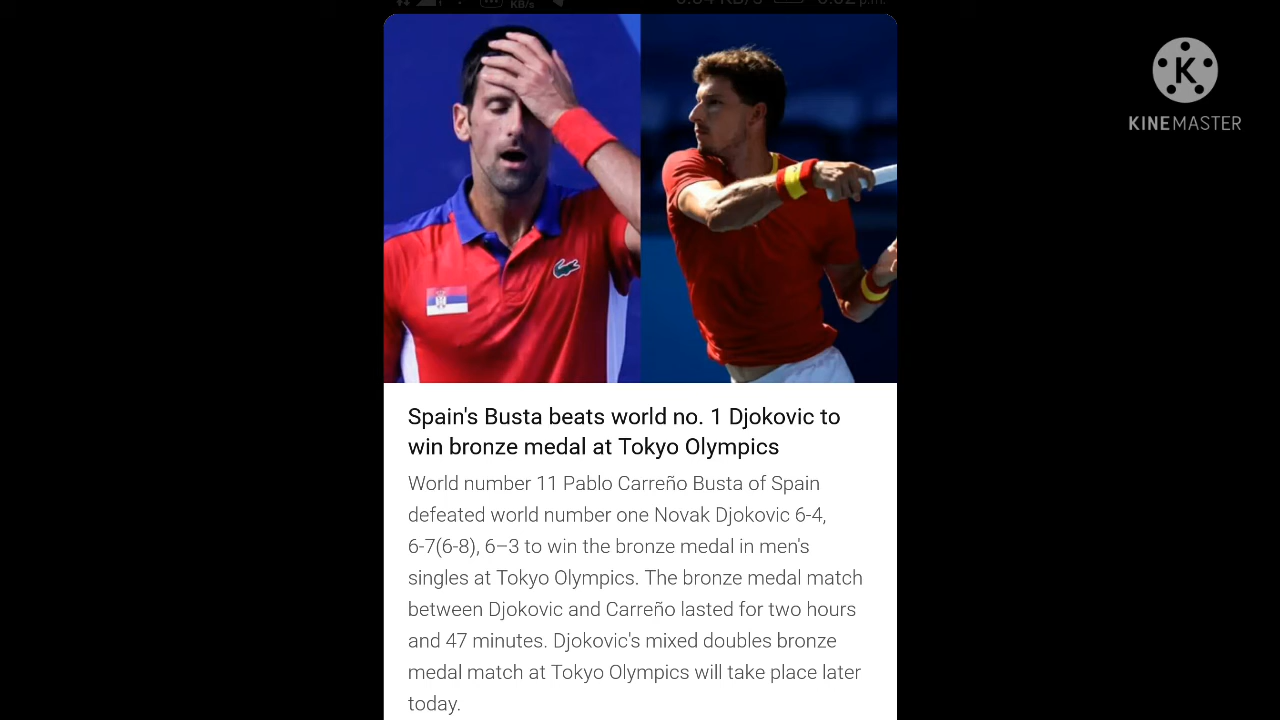 KB/s
K
KINEMASTER
Spain's Busta beats world no. 1 Djokovic to
win bronze medal at Tokyo Olympics
World number 11 Pablo Carreño Busta of Spain
defeated world number one Novak Djokovic 6-4,
6-7(6-8), 6–3 to win the bronze medal in men's
singles at Tokyo Olympics. The bronze medal match
between Djokovic and Carreño lasted for two hours
and 47 minutes. Djokovic's mixed doubles bronze
medal match at Tokyo Olympics will take place later
today.